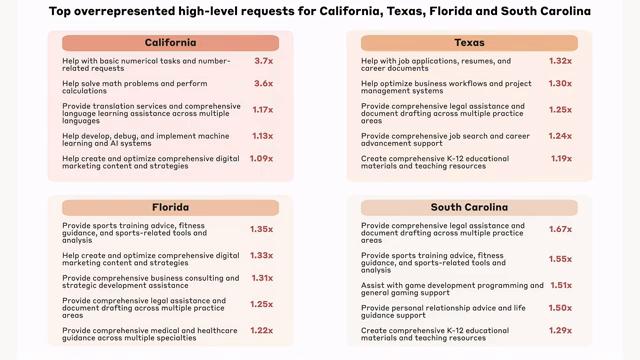 Top overrepresented high-level requests for California, Texas, Florida and South Carolina
California
Help with basic numerical tasks and number-
related requests
3.7x
Help solve math problems and perform
calculations
3.6x
Provide translation services and comprehensive
language learning assistance across multiple
languages
1.17x
Help develop, debug, and implement machine
learning and AI systems
1.13x
Help create and optimize comprehensive digital
marketing content and strategies
1.09x
Texas
Help with job applications, resumes, and
career documents
1.32x
Help optimize business workflows and project
management systems
1.30x
Provide comprehensive legal assistance and
document drafting across multiple practice
areas
1.25x
Provide comprehensive job search and career
advancement support
1.24x
Create comprehensive K-12 educational
materials and teaching resources
1.19x
Florida
Provide sports training advice, fitness
guidance, and sports-related tools and
analysis
1.35x
Help create and optimize comprehensive digital
marketing content and strategies
1.33x
Provide comprehensive business consulting and
strategic development assistance
1.31x
Provide comprehensive legal assistance and
document drafting across multiple practice
areas
1.25x
Provide comprehensive medical and healthcare
guidance across multiple specialties
1.22x
South Carolina
Provide comprehensive legal assistance and
document drafting across multiple practice
areas
1.67x
Provide sports training advice, fitness
guidance, and sports-related tools and
analysis
1.55x
Assist with game development programming and
general gaming support
1.51x
Provide personal relationship advice and life
guidance support
1.50x
Create comprehensive K-12 educational
materials and teaching resources
1.29x